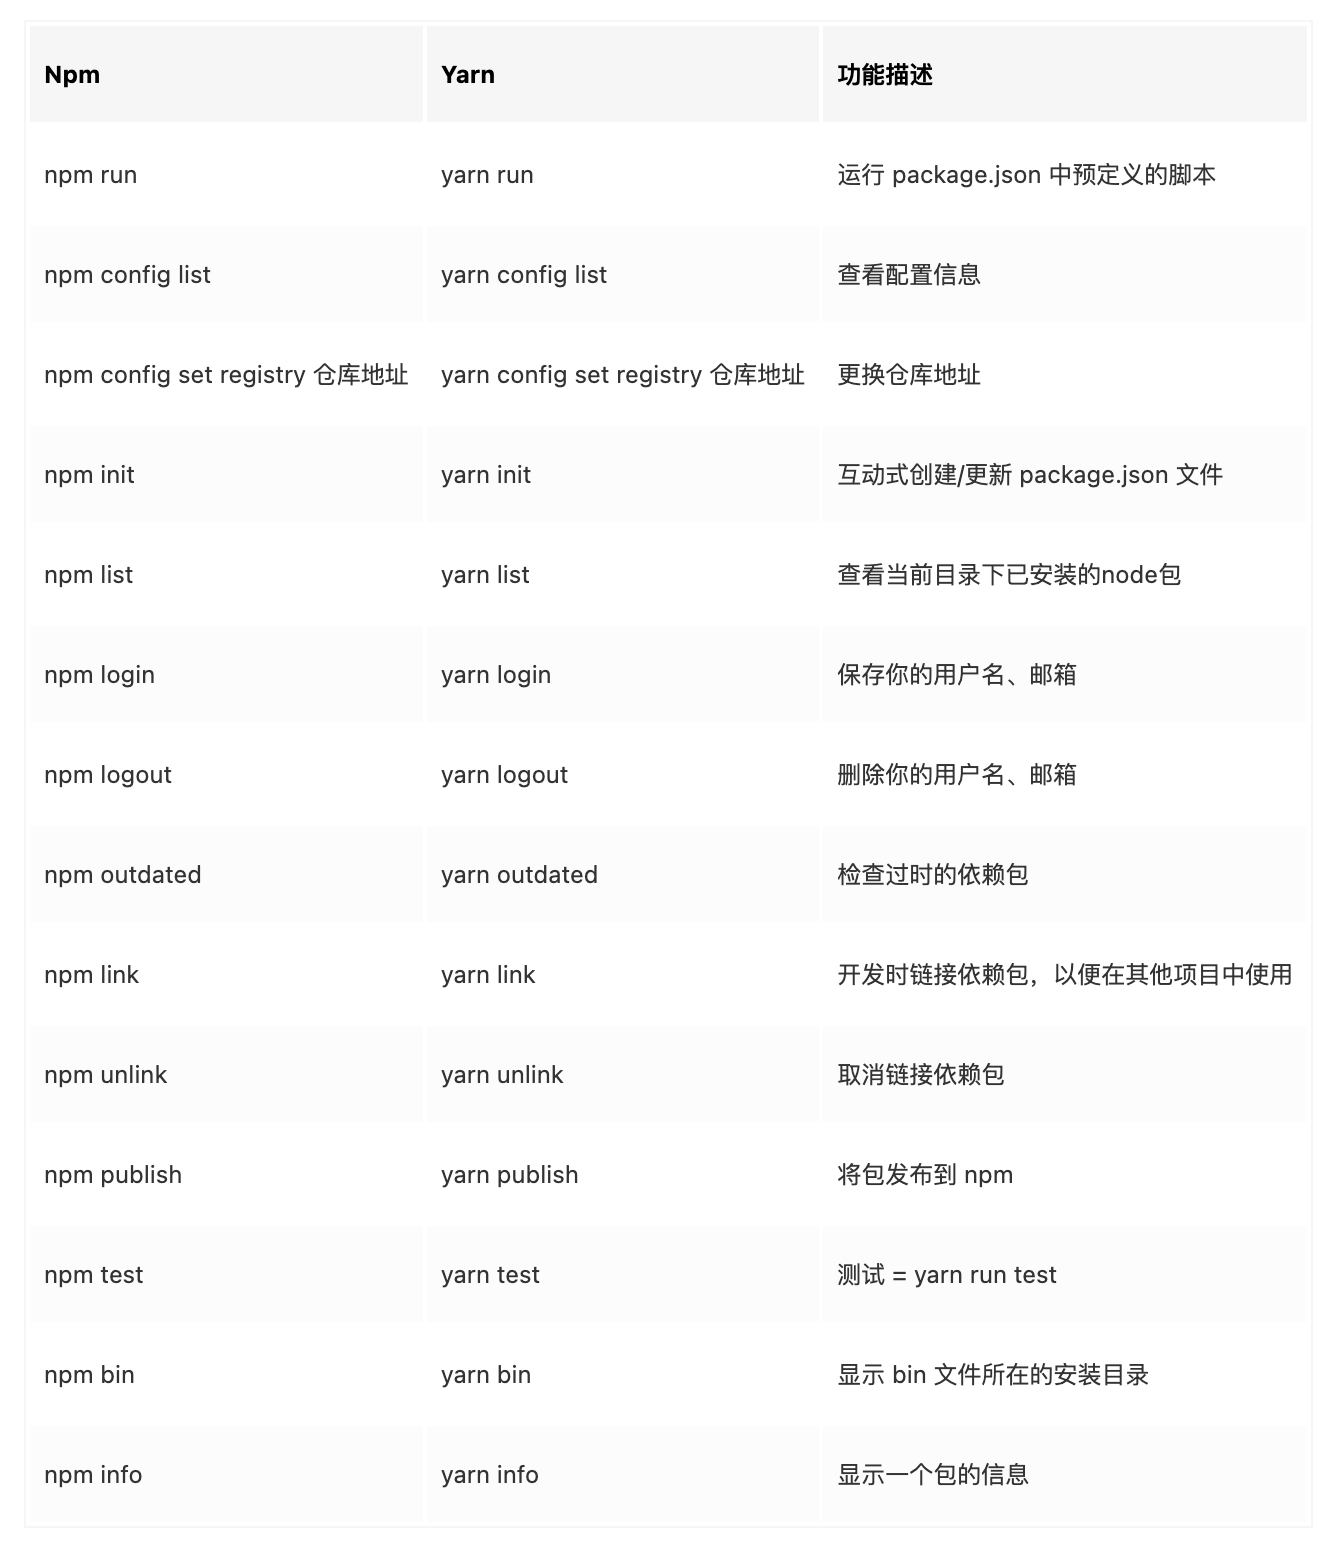 Npm Yarn 功能描述
npm run yarn run 运行 package.json 中预定义的脚本
npm config list yarn config list 查看配置信息
npm config set registry 仓库地址 yarn config set registry 仓库地址 更换仓库地址
npm init yarn init 互动式创建/更新 package.json 文件
npm list yarn list 查看当前目录下已安装的node包
npm login yarn login 保存你的用户名、邮箱
npm logout yarn logout 删除你的用户名、邮箱
npm outdated yarn outdated 检查过时的依赖包
npm link yarn link 开发时链接依赖包，以便在其他项目中使用
npm unlink yarn unlink 取消链接依赖包
npm publish yarn publish 将包发布到 npm
npm test yarn test 测试 = yarn run test
npm bin yarn bin 显示 bin 文件所在的安装目录
npm info yarn info 显示一个包的信息